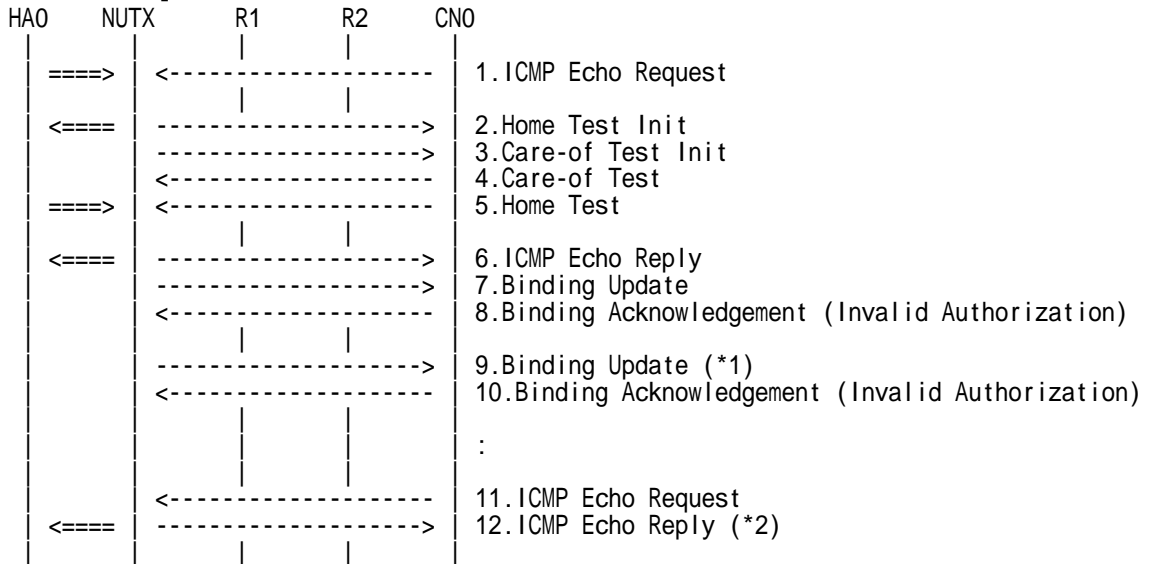 HA0 NUTX R1 R2 CN0
====> <--------------------- 1.ICMP Echo Request
<==== ---------------------> 2.Home Test Init
---------------------> 3.Care-of Test Init
<--------------------- 4.Care-of Test
====> <--------------------- 5.Home Test
<==== ---------------------> 6.ICMP Echo Reply
---------------------> 7.Binding Update
<--------------------- 8.Binding Acknowledgement (Invalid Authorization)
---------------------> 9.Binding Update (*1)
<--------------------- 10.Binding Acknowledgement (Invalid Authorization)
:
<--------------------- 11.ICMP Echo Request
<==== ---------------------> 12.ICMP Echo Reply (*2)